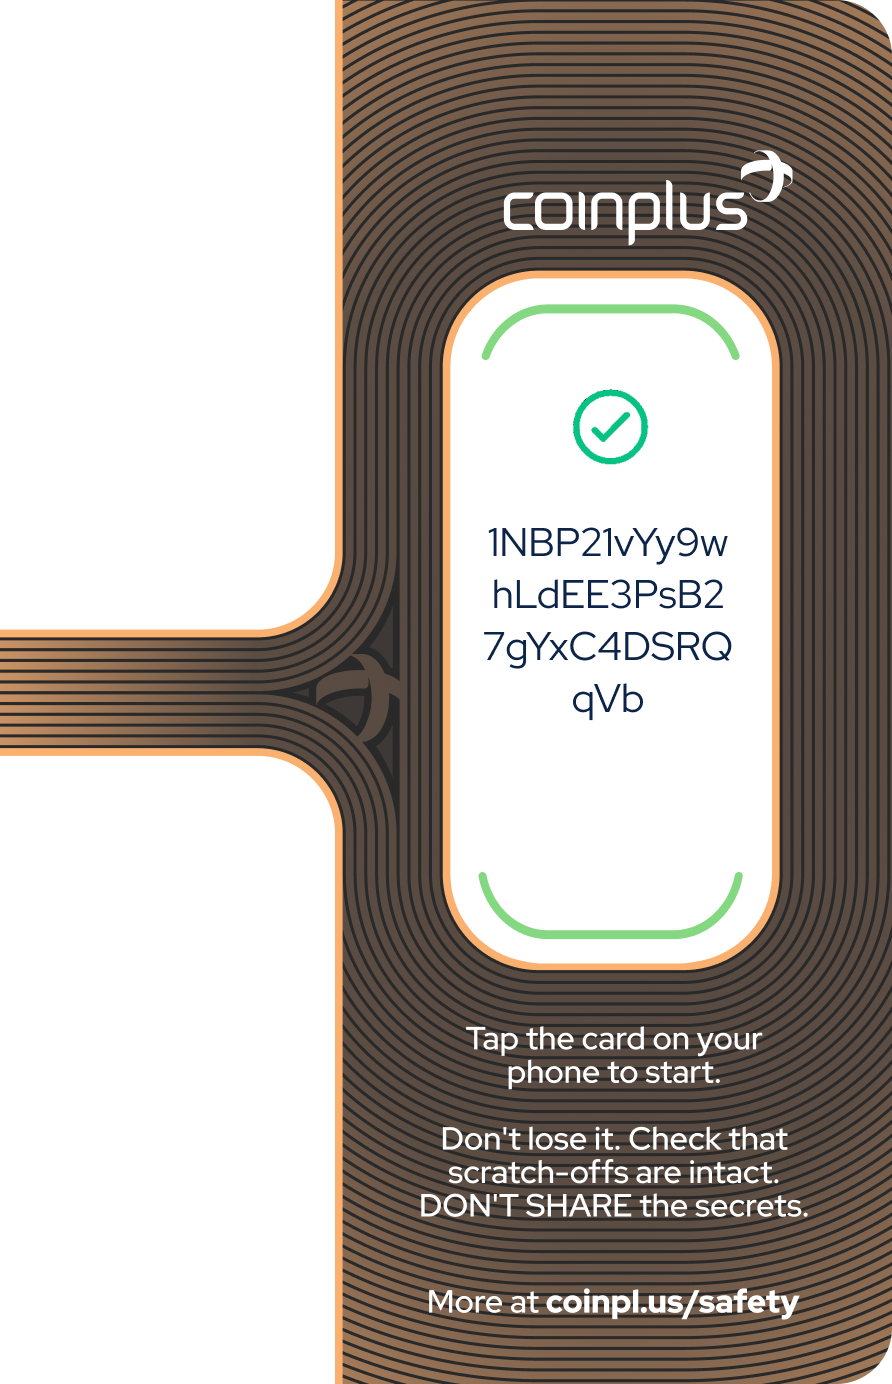 coinplus
1NBP21vYy9w
hLdEE3PsB2
7gYxC4DSRQ
qVb
Tap the card on your
phone to start.
Don't lose it. Check that
scratch-offs are intact.
DON'T SHARE the secrets.
More at coinpl.us/safety